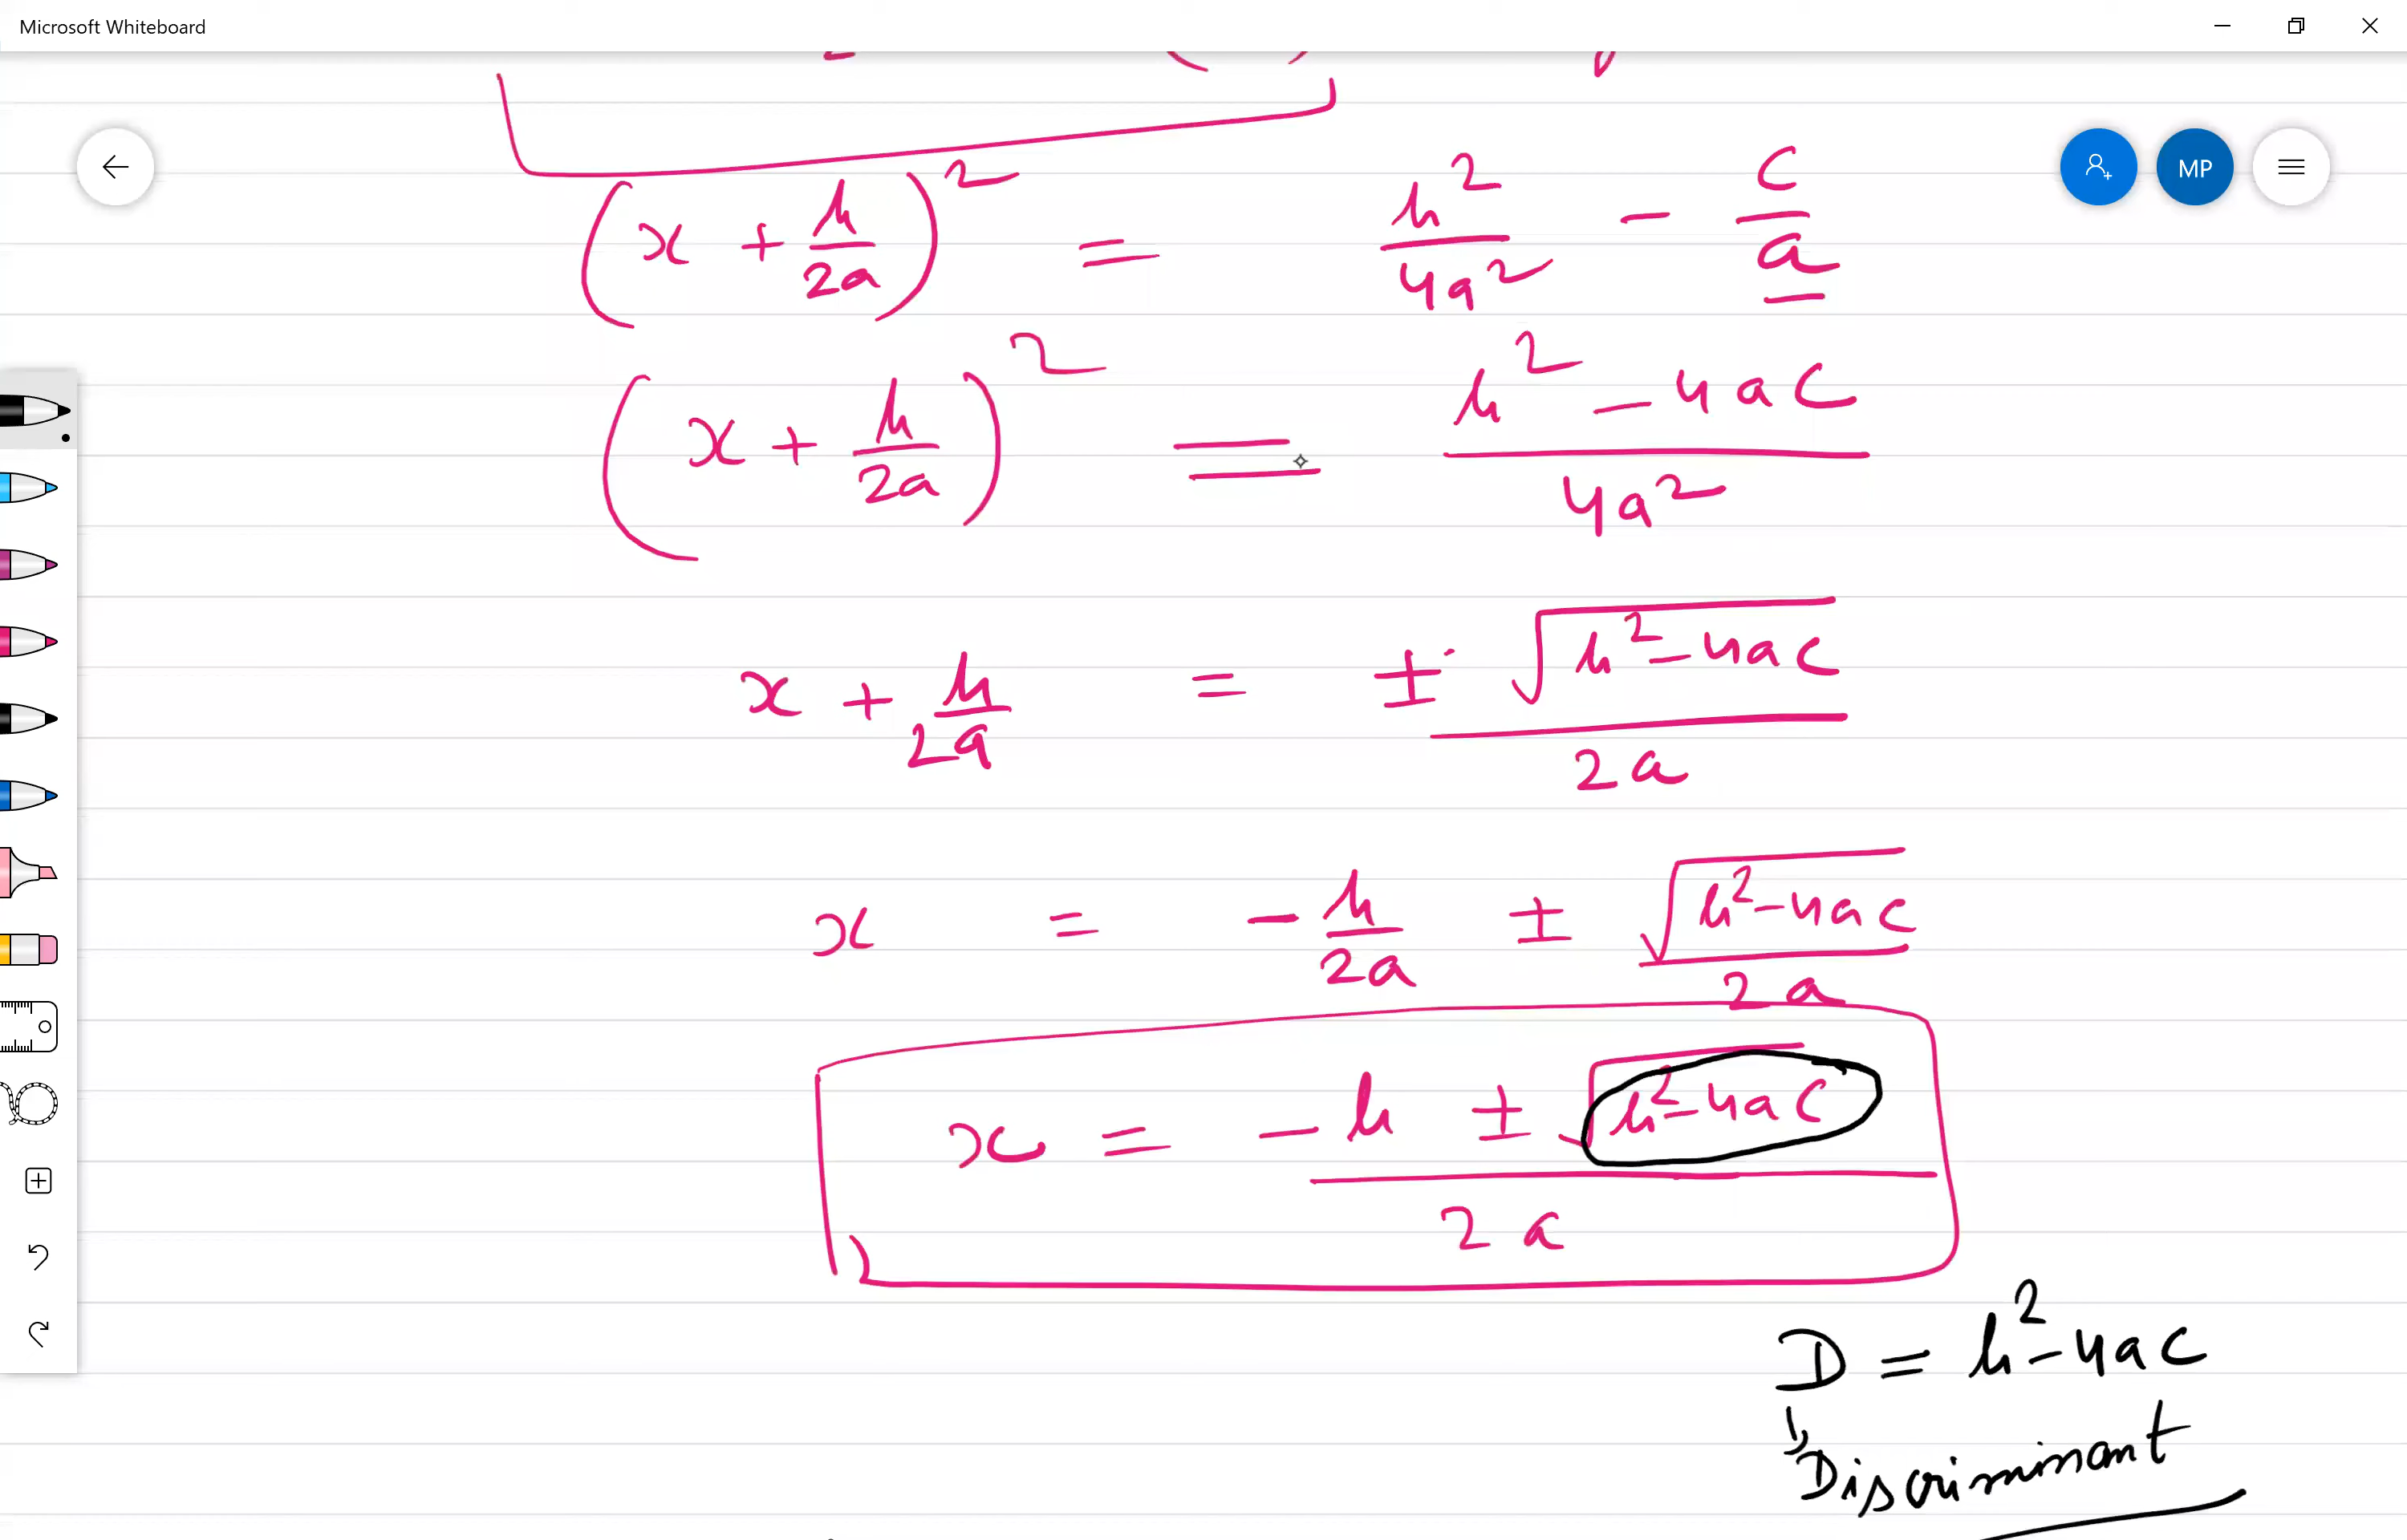 Microsoft Whiteboard
MP
(x + b/2a)² = b²/4a² - c/a
(x + b/2a)² = (b² - 4ac)/4a²
x + b/2a = ± √(b² - 4ac)/2a
x = - b/2a ± √(b² - 4ac)/2a
x = (-b ± √(b² - 4ac))/2a
D = b² - 4ac
Discriminant